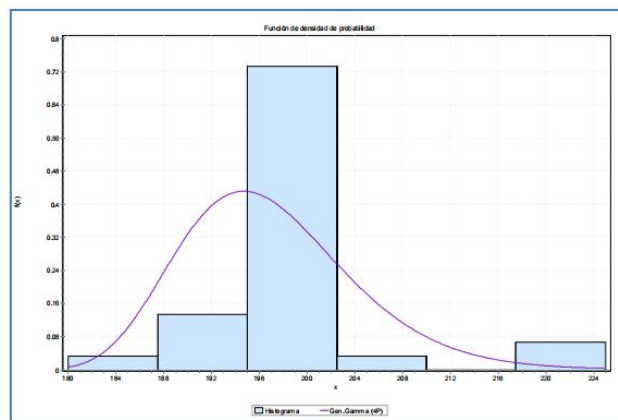 Función de densidad de probabilidad
0.8
0.72
0.64
0.56
0.48
0.4
0.32
0.24
0.16
0.08
0
f(x)
180 184 188 192 196 200 204 208 212 216 220 224
x
Histograma Gen. Gamma (4P)